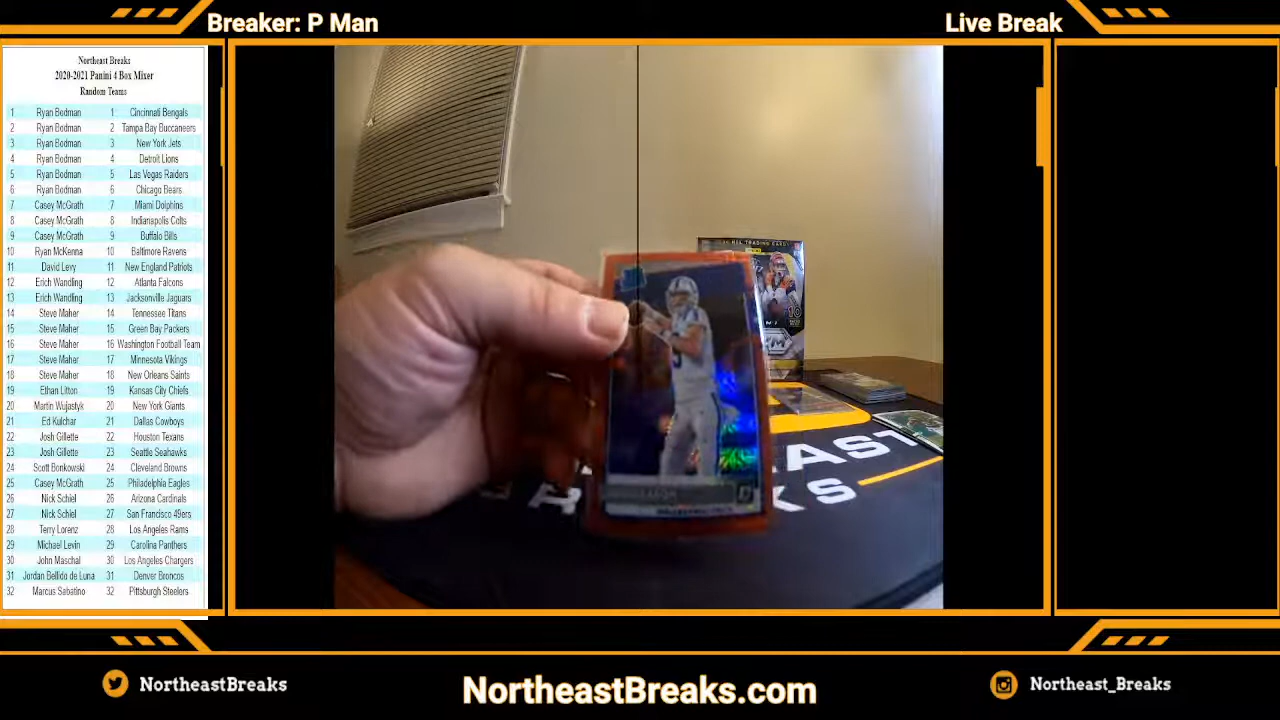 Breaker: P Man
Live Break
Northeast Breaks
2020-2021 Panini 4 Box Mixer
Random Teams
1 Ryan Bodman 1 Cincinnati Bengals
2 Ryan Bodman 2 Tampa Bay Buccaneers
3 Ryan Bodman 3 New York Jets
4 Ryan Bodman 4 Detroit Lions
5 Ryan Bodman 5 Las Vegas Raiders
6 Ryan Bodman 6 Chicago Bears
7 Casey McGrath 7 Miami Dolphins
8 Casey McGrath 8 Indianapolis Colts
9 Casey McGrath 9 Buffalo Bills
10 Ryan McKenna 10 Baltimore Ravens
11 David Levy 11 New England Patriots
12 Erich Wandling 12 Atlanta Falcons
13 Erich Wandling 13 Jacksonville Jaguars
14 Steve Maher 14 Tennessee Titans
15 Steve Maher 15 Green Bay Packers
16 Steve Maher 16 Washington Football Team
17 Steve Maher 17 Minnesota Vikings
18 Steve Maher 18 New Orleans Saints
19 Ethan Litton 19 Kansas City Chiefs
20 Martin Wujastyk 20 New York Giants
21 Ed Kulchar 21 Dallas Cowboys
22 Josh Gillette 22 Houston Texans
23 Josh Gillette 23 Seattle Seahawks
24 Scott Bonkowski 24 Cleveland Browns
25 Casey McGrath 25 Philadelphia Eagles
26 Nick Schiel 26 Arizona Cardinals
27 Nick Schiel 27 San Francisco 49ers
28 Terry Lorenz 28 Los Angeles Rams
29 Michael Levin 29 Carolina Panthers
30 John Maschal 30 Los Angeles Chargers
31 Jordan Bellido de Luna 31 Denver Broncos
32 Marcus Sabatino 32 Pittsburgh Steelers
10
AST
KS
NortheastBreaks
NortheastBreaks.com
Northeast_Breaks